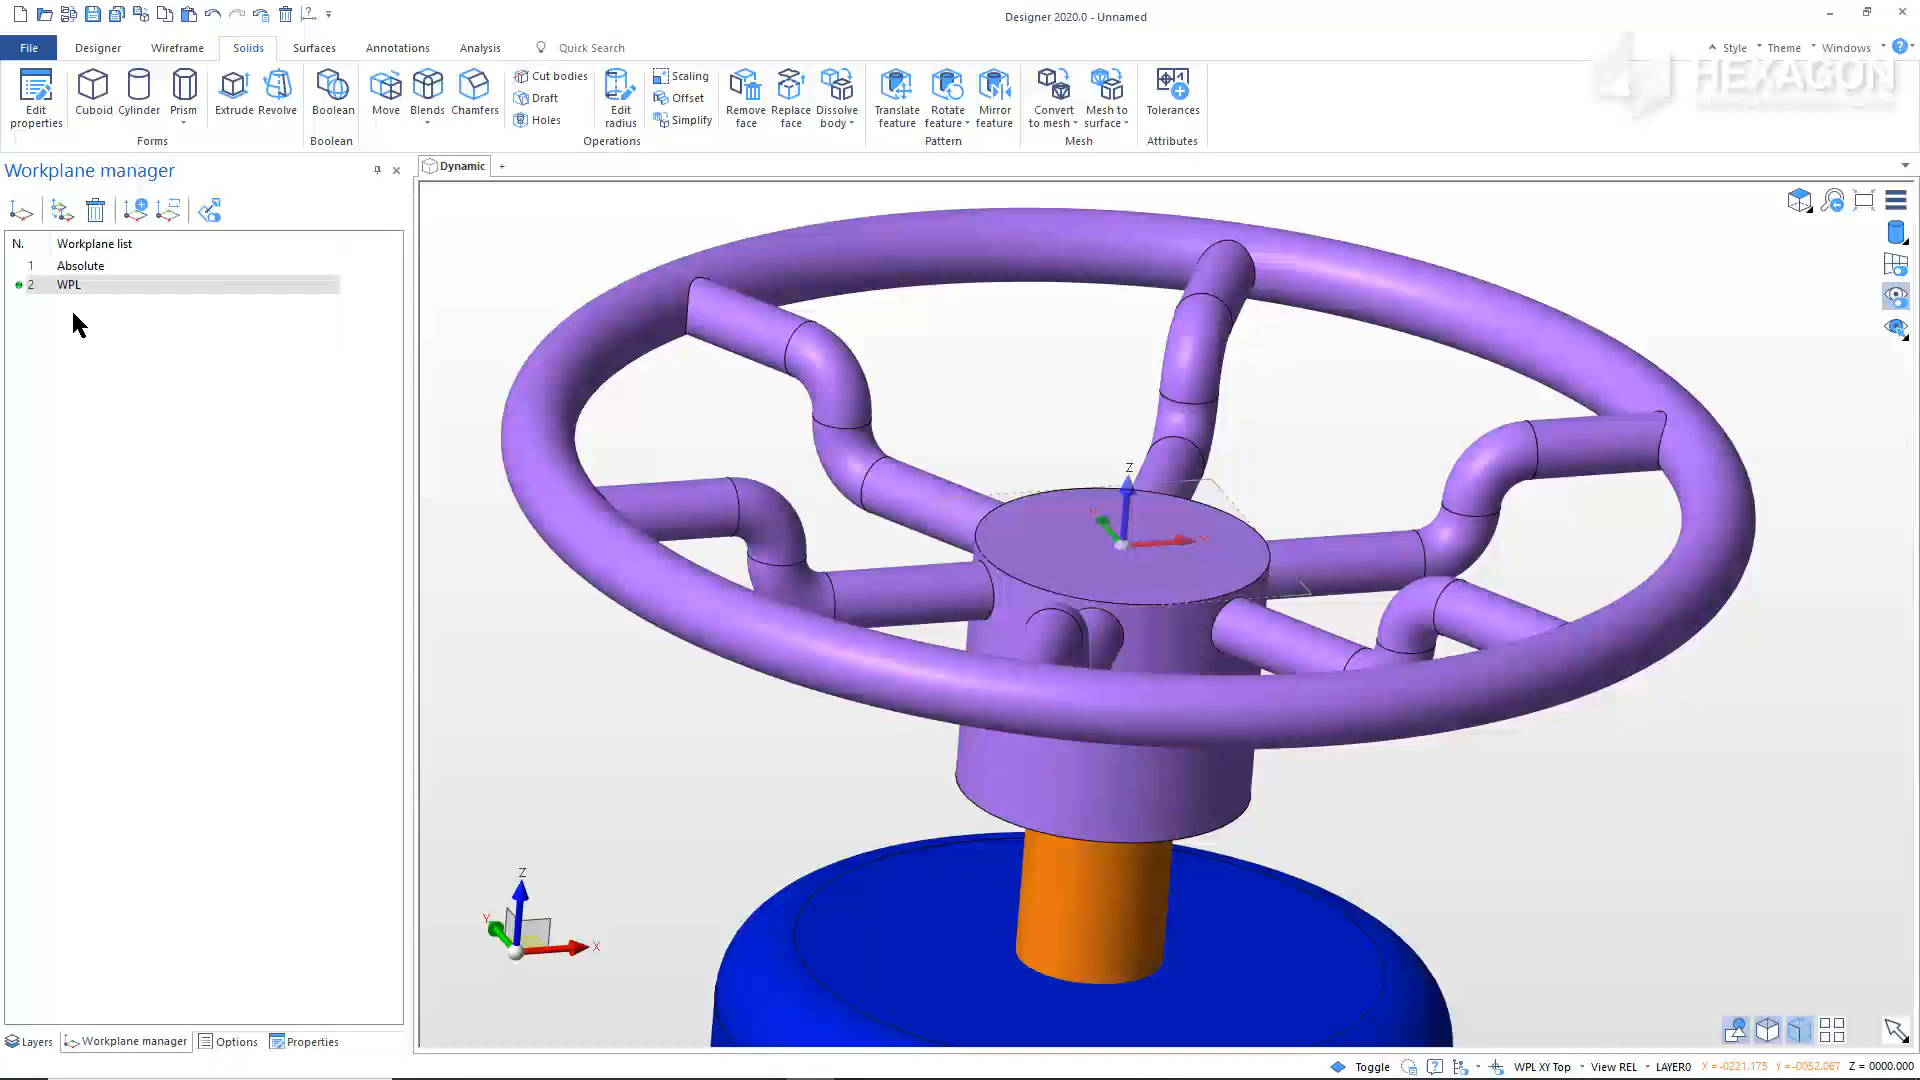 Designer 2020.0 - Unnamed
File Designer Wireframe Solids Surfaces Annotations Analysis Quick Search Style Theme Windows
HEXAGON
Edit properties Cuboid Cylinder Prism Extrude Revolve
Forms
Boolean
Boolean
Move Blends Chamfers Cut bodies Draft Holes Edit radius Scaling Offset Simplify Remove face Replace face Dissolve body
Operations
Translate feature Rotate feature Mirror feature
Pattern
Convert to mesh Mesh to surface
Mesh
Tolerances
Attributes
Workplane manager
Dynamic +
N. Workplane list
1 Absolute
2 WPL
Z
X
Z
Y
X
Layers Workplane manager Options Properties
Toggle WPL XY Top View REL LAYER0 X = -0221.175 Y = -0052.067 Z = 0000.000